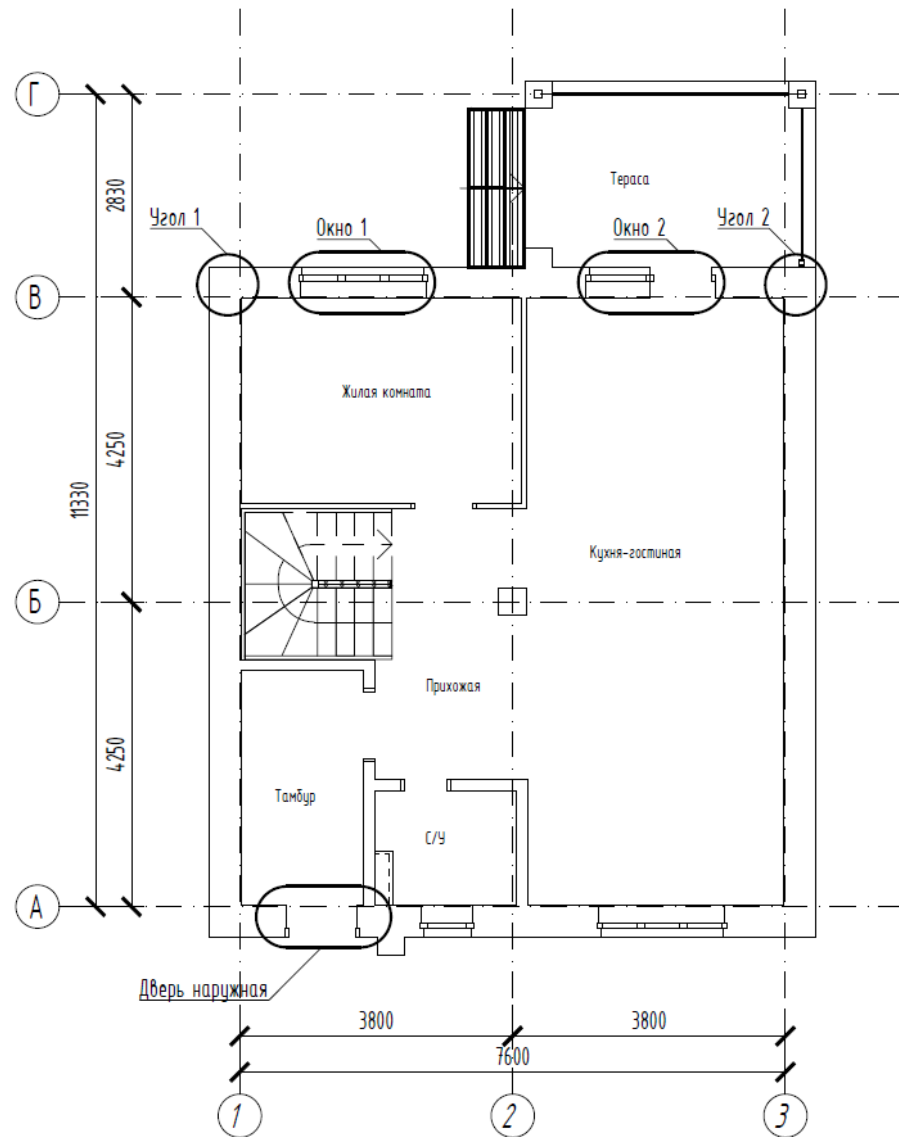 Г
2830
Тераса
Угол 1
Окно 1
Окно 2
Угол 2
В
Жилая комната
4250
11330
Кухня-гостиная
Б
Прихожая
4250
Тамбур
С/У
А
Дверь наружная
3800
3800
7600
1
2
3